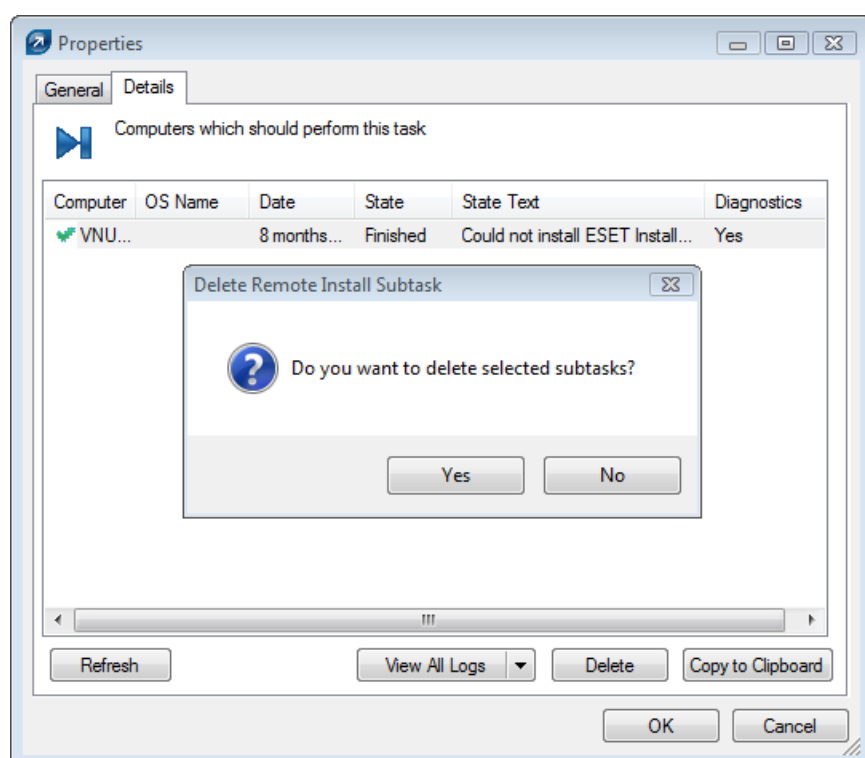 Properties
General Details
Computers which should perform this task
Computer OS Name Date State State Text Diagnostics
VNU... 8 months... Finished Could not install ESET Install... Yes
Delete Remote Install Subtask
Do you want to delete selected subtasks?
Yes No
Refresh View All Logs Delete Copy to Clipboard
OK Cancel